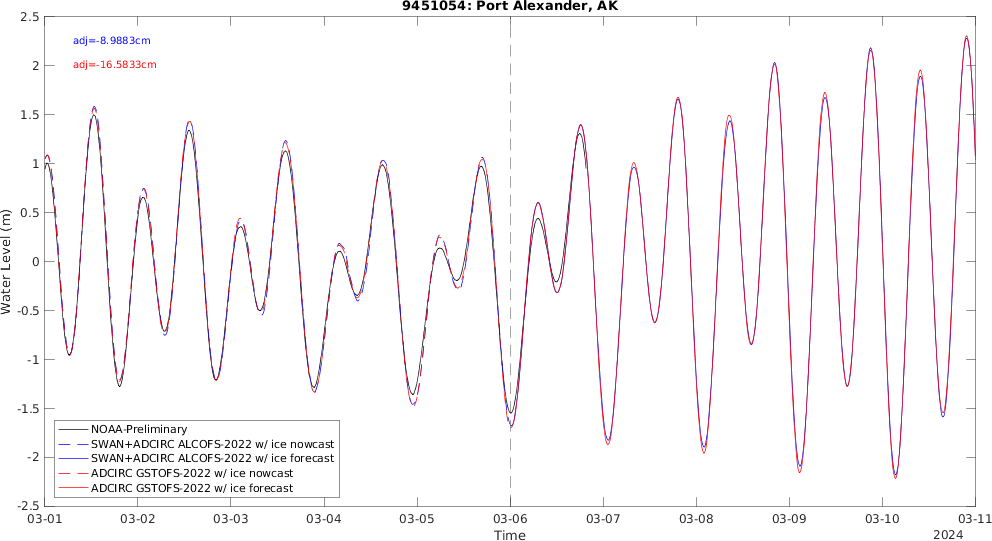 9451054: Port Alexander, AK
adj=-8.9883cm
adj=-16.5833cm
Water Level (m)
2.5
2
1.5
1
0.5
0
-0.5
-1
-1.5
-2
-2.5
NOAA-Preliminary
SWAN+ADCIRC ALCOFS-2022 w/ ice nowcast
SWAN+ADCIRC ALCOFS-2022 w/ ice forecast
ADCIRC GSTOFS-2022 w/ ice nowcast
ADCIRC GSTOFS-2022 w/ ice forecast
03-01 03-02 03-03 03-04 03-05 03-06 03-07 03-08 03-09 03-10 03-11
Time
2024